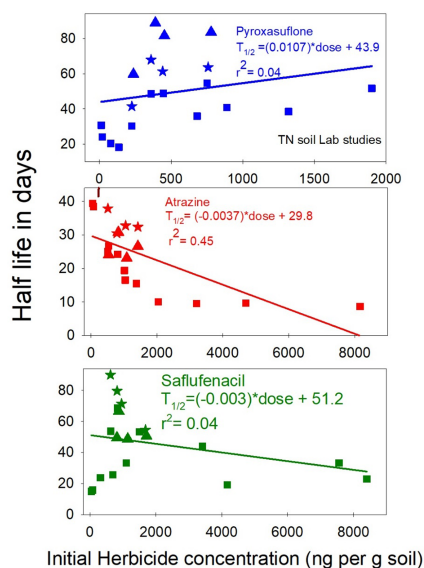 Half life in days
80
60
40
20
Pyroxasuflone
T1/2=(0.0107)*dose + 43.9
r2= 0.04
TN soil Lab studies
0 500 1000 1500 2000
40
30
20
10
0
Atrazine
T1/2=(-0.0037)*dose + 29.8
r2= 0.45
0 2000 4000 6000 8000
80
60
40
20
0
Saflufenacil
T1/2=(-0.003)*dose + 51.2
r2= 0.04
0 2000 4000 6000 8000
Initial Herbicide concentration (ng per g soil)